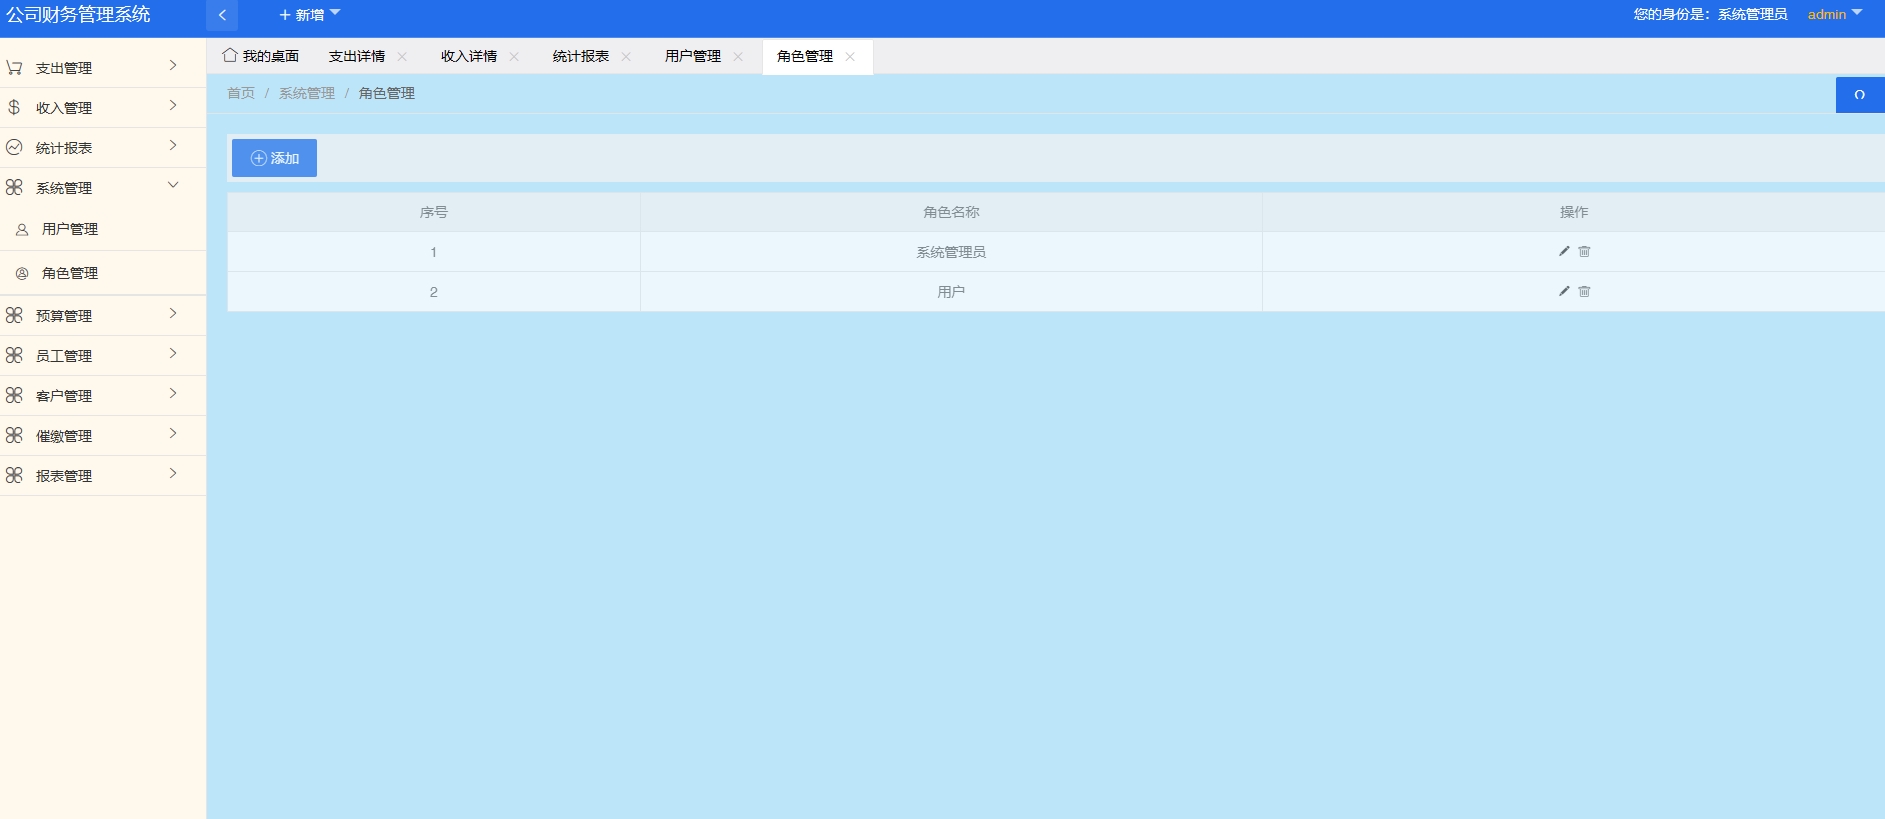 公司财务管理系统
新增
您的身份是：系统管理员 admin
我的桌面 支出详情 收入详情 统计报表 用户管理 角色管理
首页 / 系统管理 / 角色管理
支出管理
收入管理
统计报表
系统管理
用户管理
角色管理
预算管理
员工管理
客户管理
催缴管理
报表管理
添加
序号 角色名称 操作
1 系统管理员
2 用户